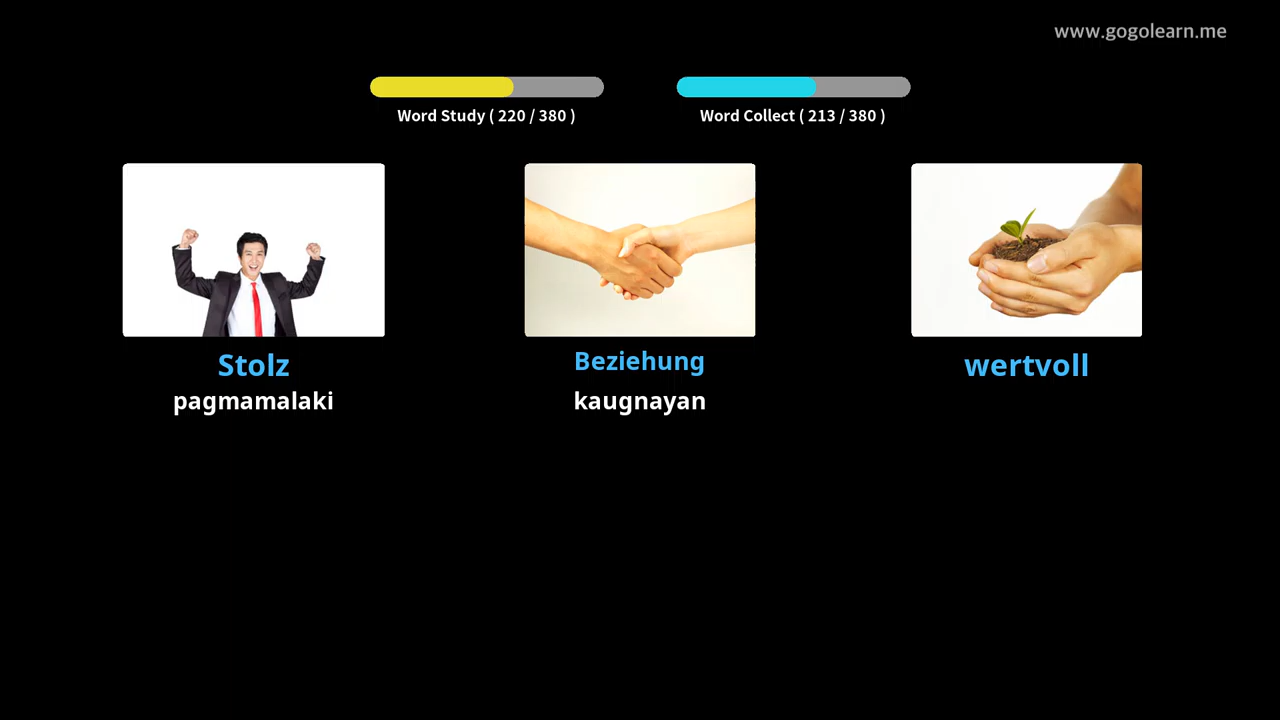 www.gogolearn.me
Word Study ( 220 / 380 )
Word Collect ( 213 / 380 )
Stolz
Beziehung
wertvoll
pagmamalaki
kaugnayan